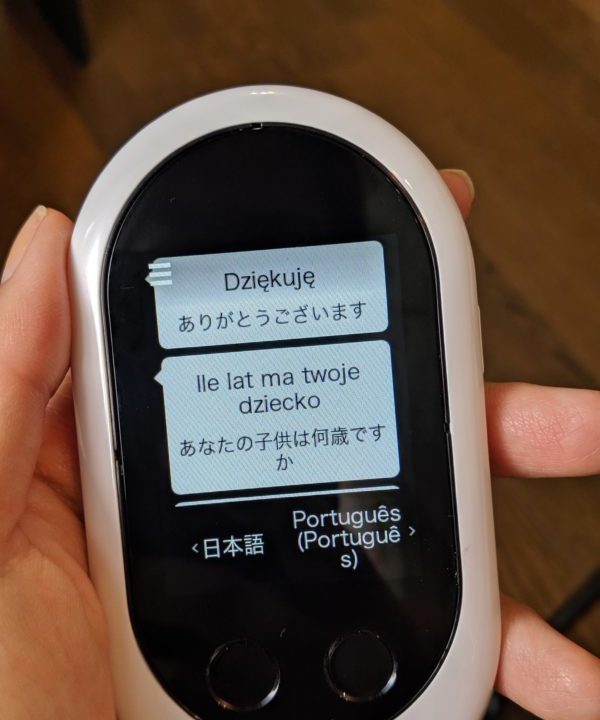 Dziękuję
ありがとうございます
Ile lat ma twoje
dziecko
あなたの子供は何歳です
か
‹日本語
Português
(Portuguê
s) ›